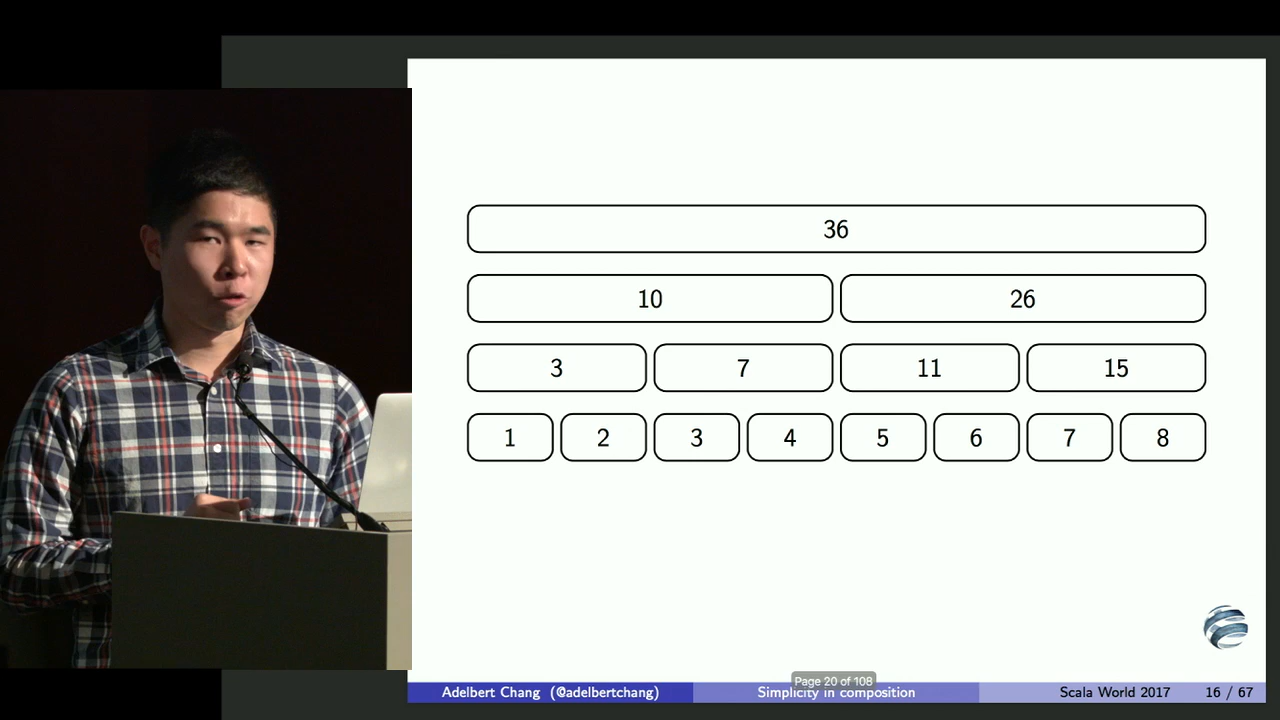 36
10 26
3 7 11 15
1 2 3 4 5 6 7 8
Page 20 of 108
Adelbert Chang (@adelbertchang) Simplicity in composition Scala World 2017 16 / 67